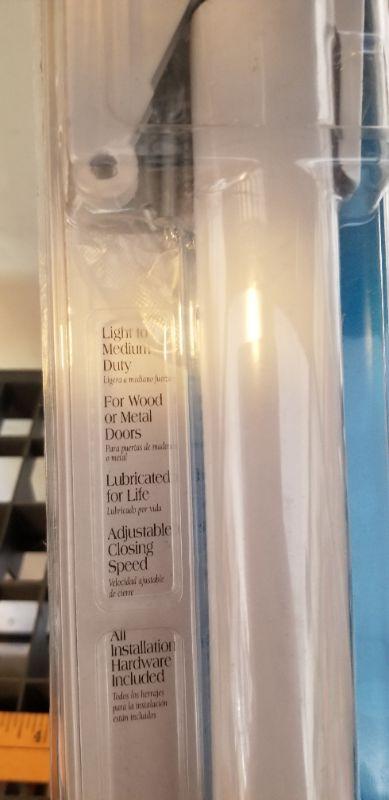 Light to
Medium
Duty
Ligera a mediano fuerza
For Wood
or Metal
Doors
Para puertas de madera
o metal
Lubricated
for Life
Lubricado por vida
Adjustable
Closing
Speed
Velocidad ajustable
de cierre
All
Installation
Hardware
Included
Todos los herrajes
para la instalación
están incluidos
4